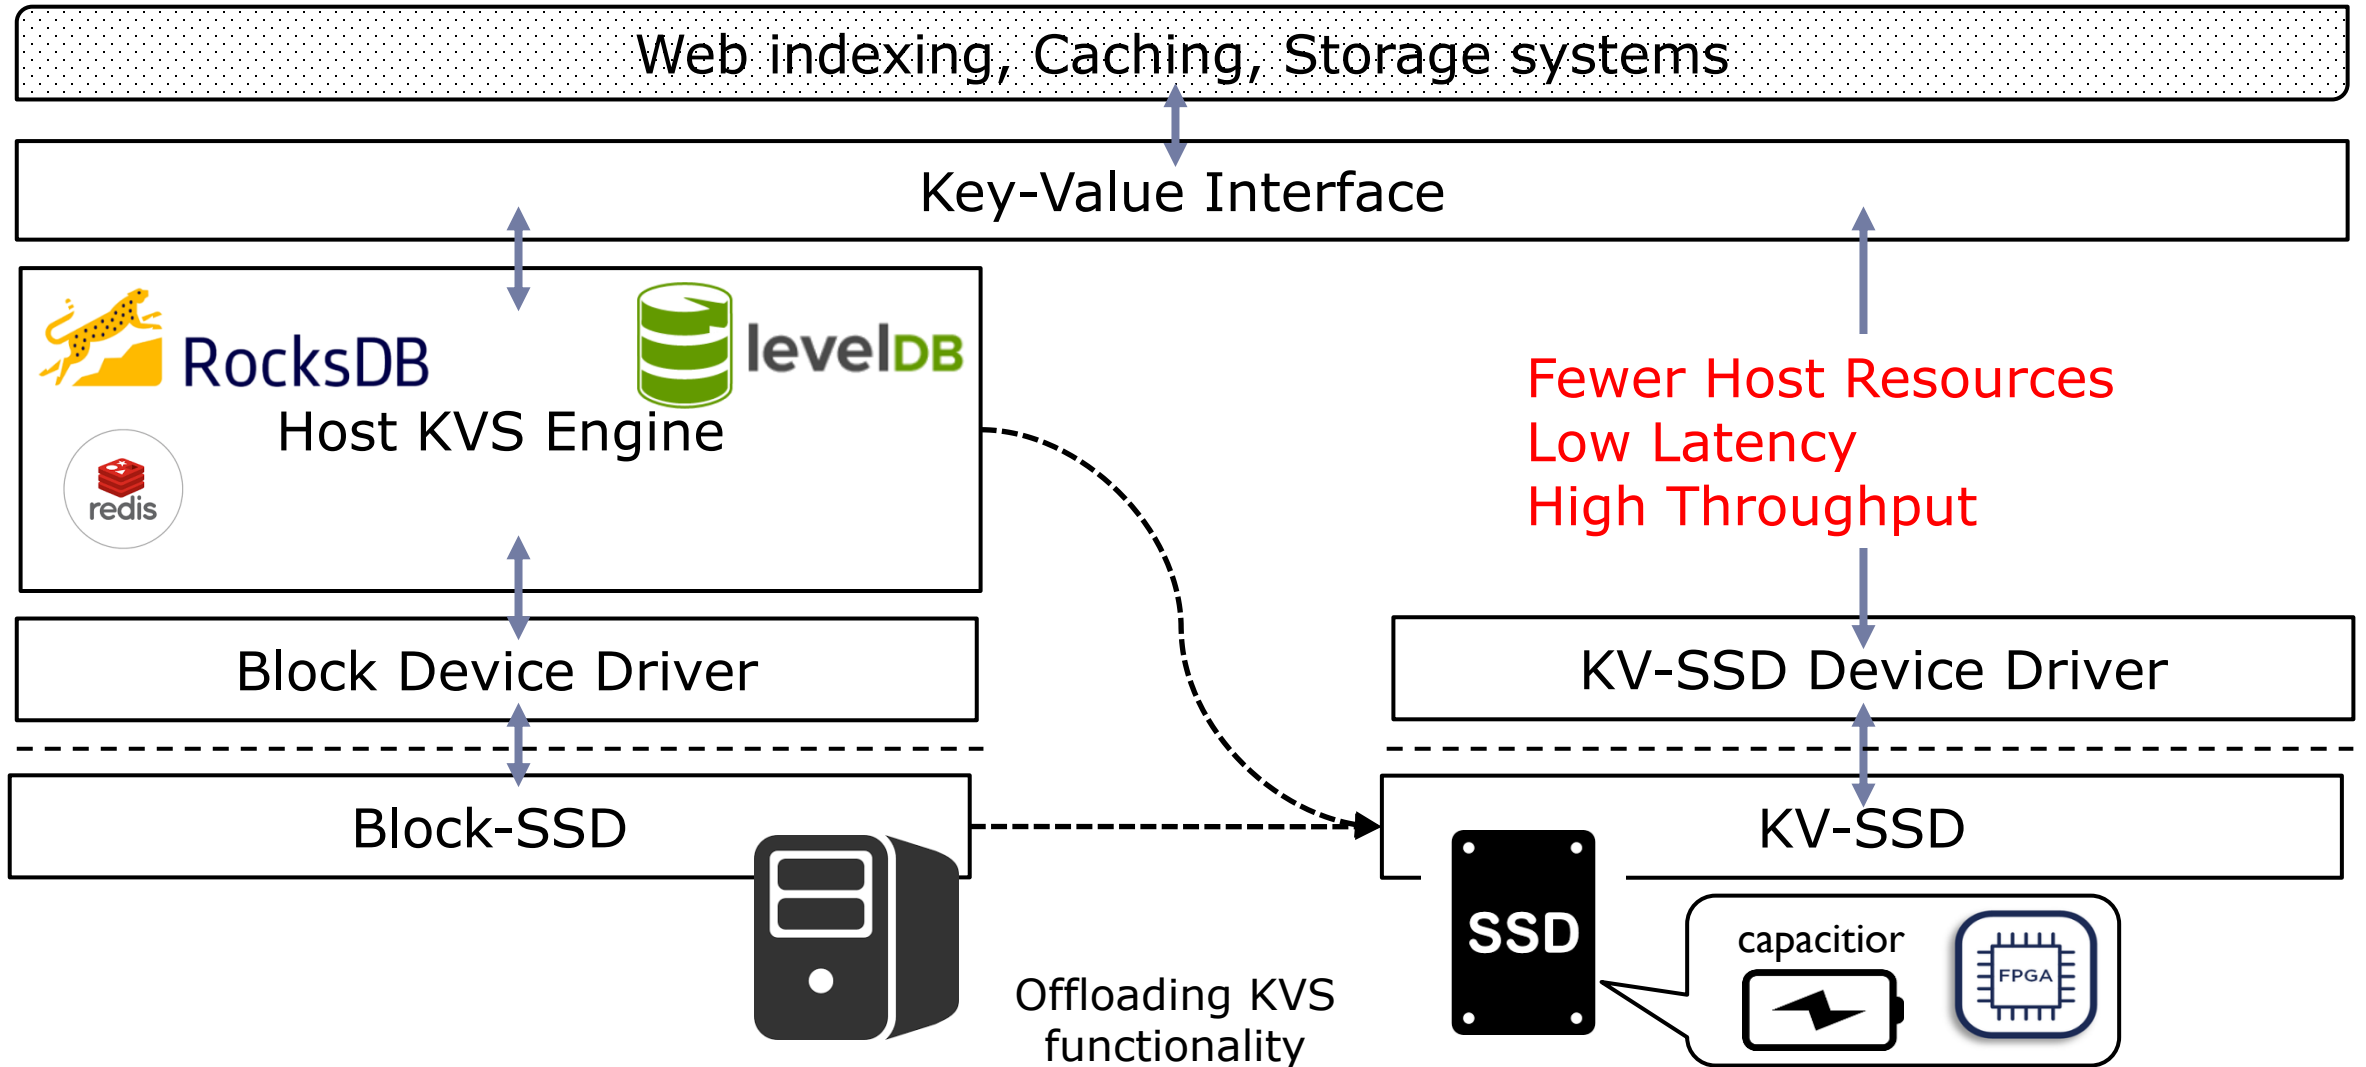 Web indexing, Caching, Storage systems
Key-Value Interface
RocksDB
levelDB
Host KVS Engine
redis
Fewer Host Resources
Low Latency
High Throughput
Block Device Driver
KV-SSD Device Driver
Block-SSD
KV-SSD
SSD
capacitior
FPGA
Offloading KVS
functionality